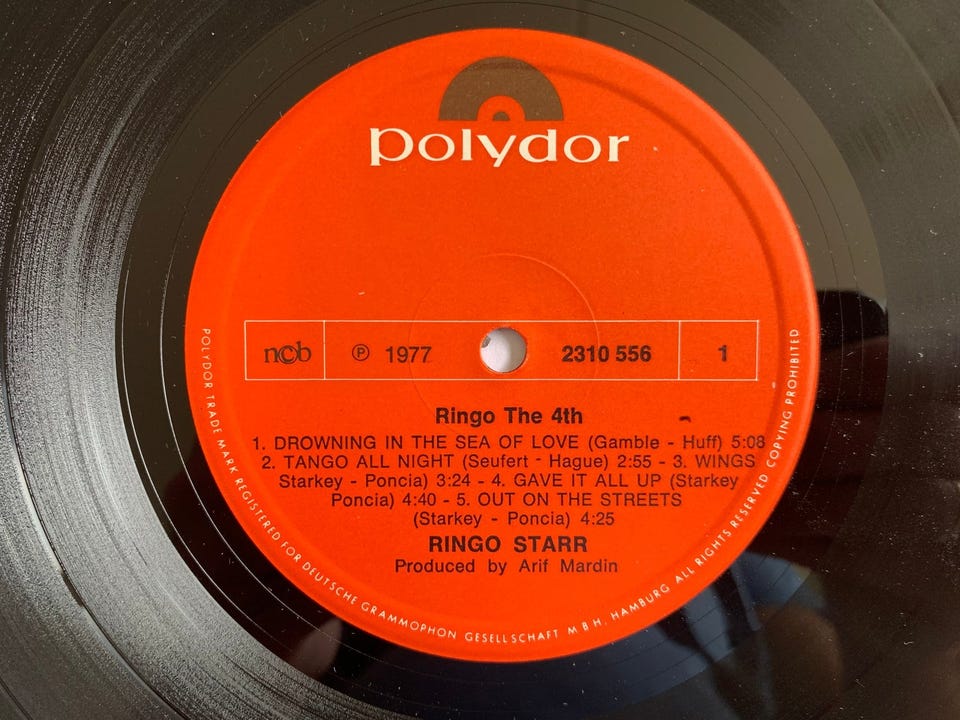 polydor
ncb ℗ 1977 2310 556 1
Ringo The 4th
1. DROWNING IN THE SEA OF LOVE (Gamble - Huff) 5:08
2. TANGO ALL NIGHT (Seufert - Hague) 2:55 - 3. WINGS
Starkey - Poncia) 3:24 - 4. GAVE IT ALL UP (Starkey
Poncia) 4:40 - 5. OUT ON THE STREETS
(Starkey - Poncia) 4:25
RINGO STARR
Produced by Arif Mardin
POLYDOR TRADE MARK REGISTERED FOR DEUTSCHE GRAMMOPHON GESELLSCHAFT M B H. HAMBURG ALL RIGHTS RESERVED COPYING PROHIBITED